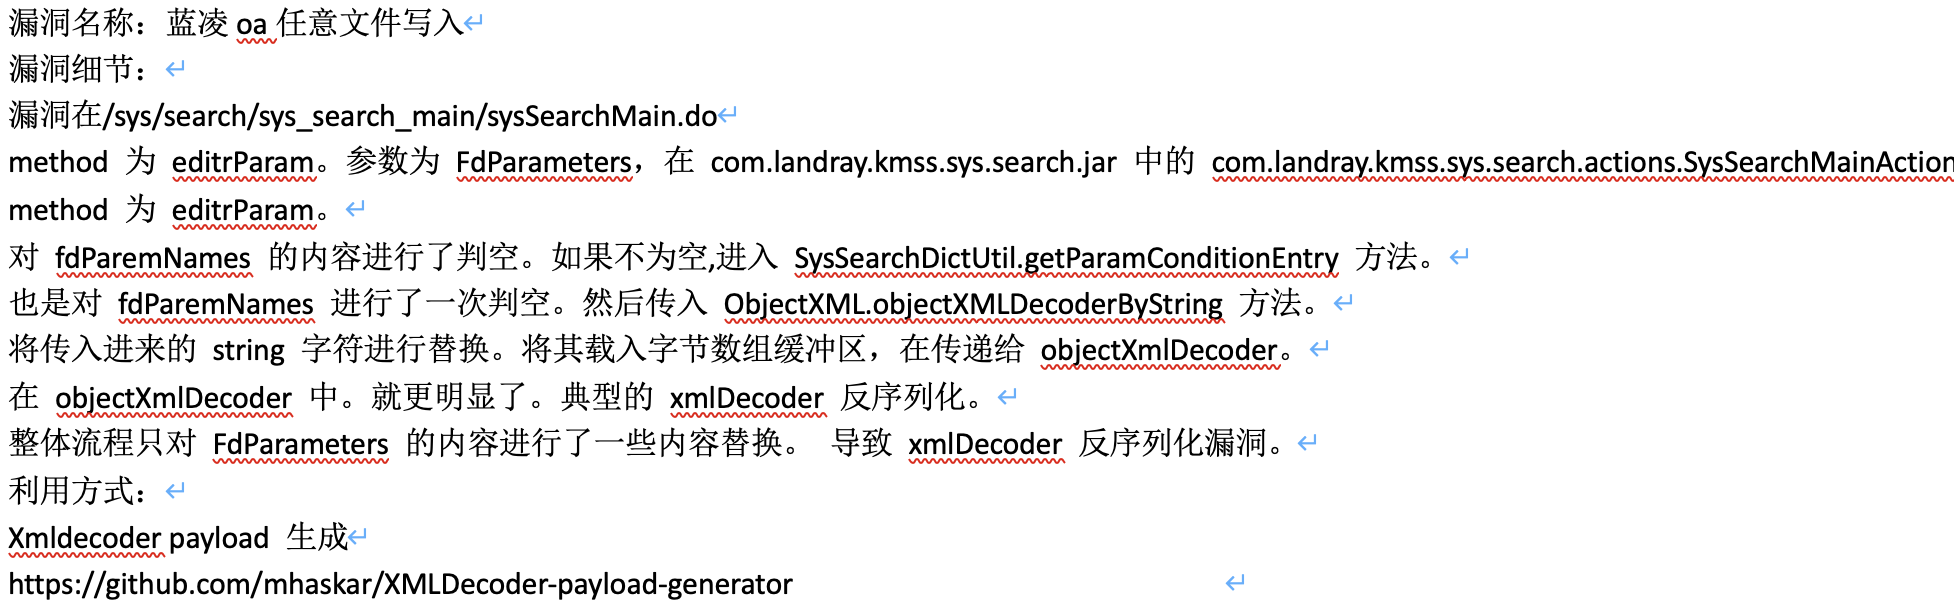 漏洞名称：蓝凌 oa 任意文件写入
漏洞细节：
漏洞在/sys/search/sys_search_main/sysSearchMain.do
method 为 editrParam。参数为 FdParameters，在 com.landray.kmss.sys.search.jar 中的 com.landray.kmss.sys.search.actions.SysSearchMainAction
method 为 editrParam。
对 fdParemNames 的内容进行了判空。如果不为空,进入 SysSearchDictUtil.getParamConditionEntry 方法。
也是对 fdParemNames 进行了一次判空。然后传入 ObjectXML.objectXMLDecoderByString 方法。
将传入进来的 string 字符进行替换。将其载入字节数组缓冲区，在传递给 objectXmlDecoder。
在 objectXmlDecoder 中。就更明显了。典型的 xmlDecoder 反序列化。
整体流程只对 FdParameters 的内容进行了一些内容替换。 导致 xmlDecoder 反序列化漏洞。
利用方式：
Xmldecoder payload 生成
https://github.com/mhaskar/XMLDecoder-payload-generator